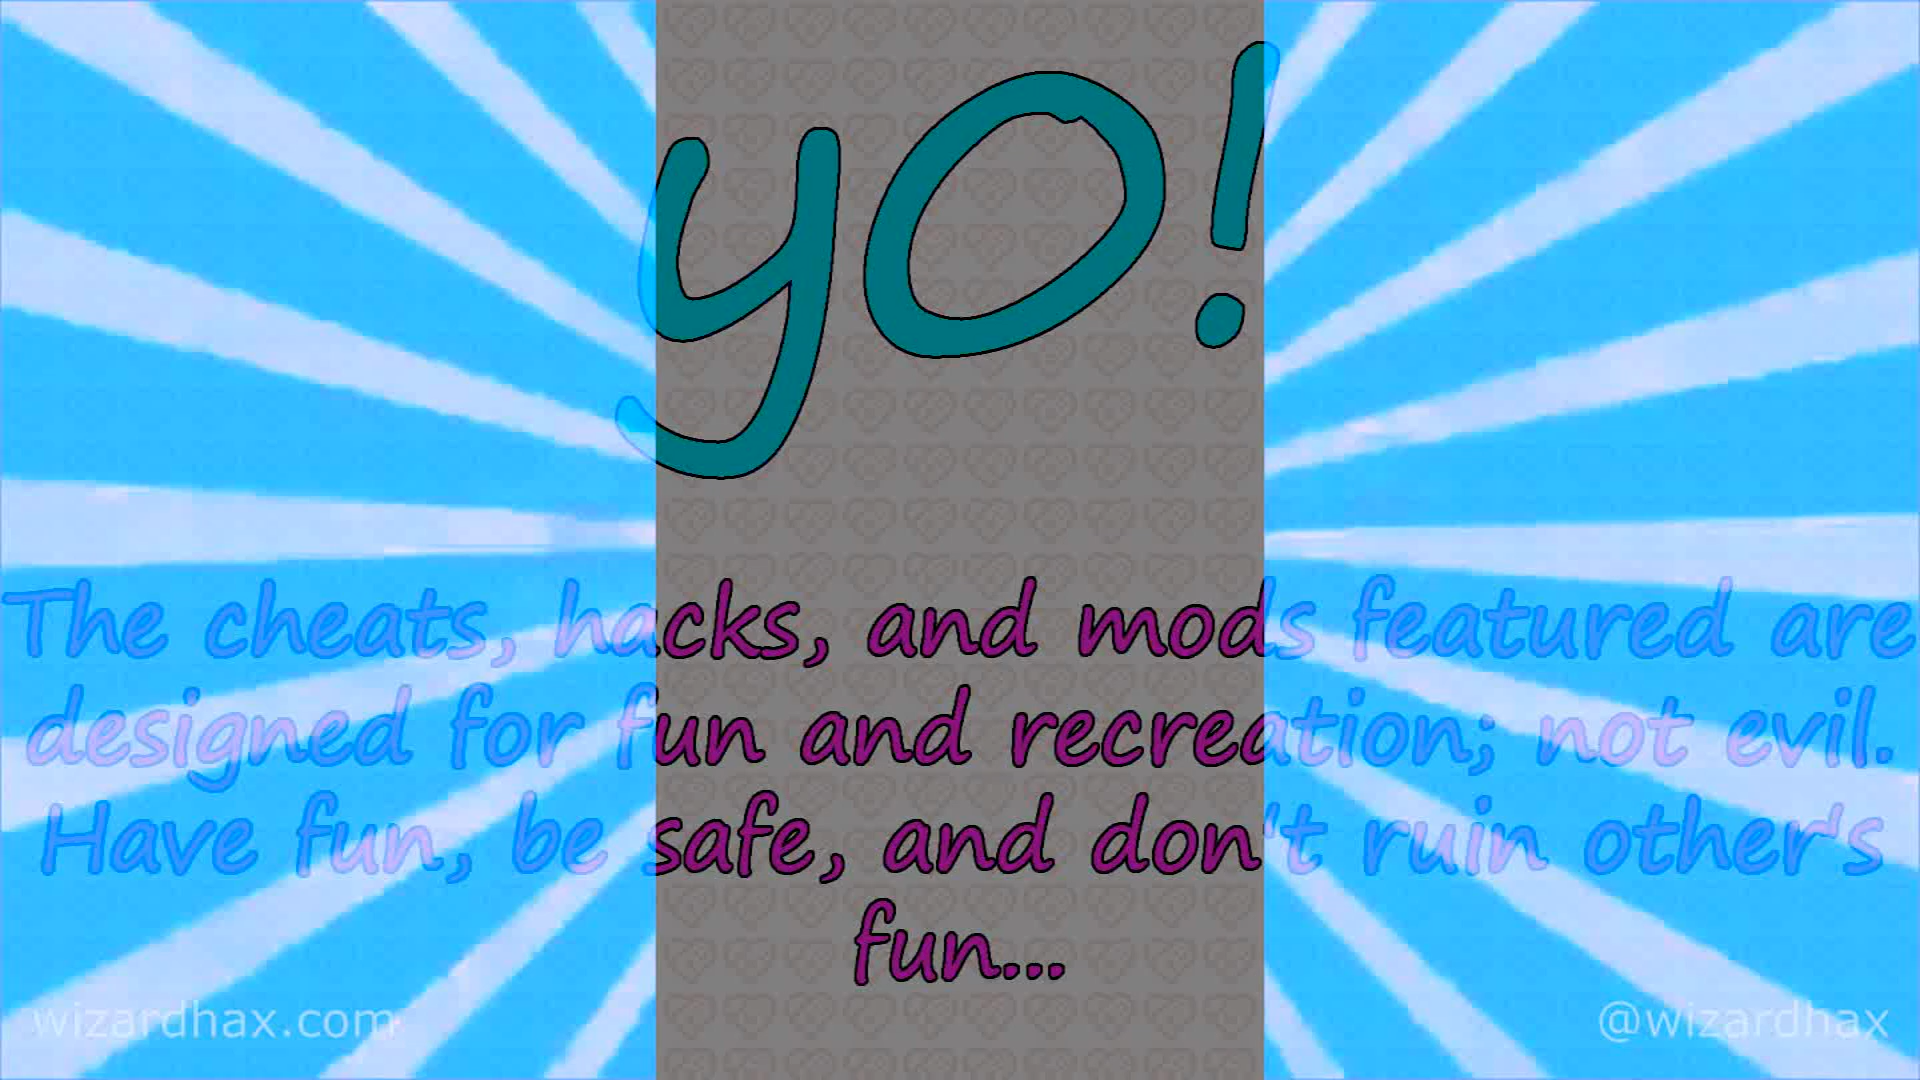 yo!
The cheats, hacks, and mods featured are
designed for fun and recreation; not evil.
Have fun, be safe, and don't ruin other's
fun...
wizardhax.com
@wizardhax